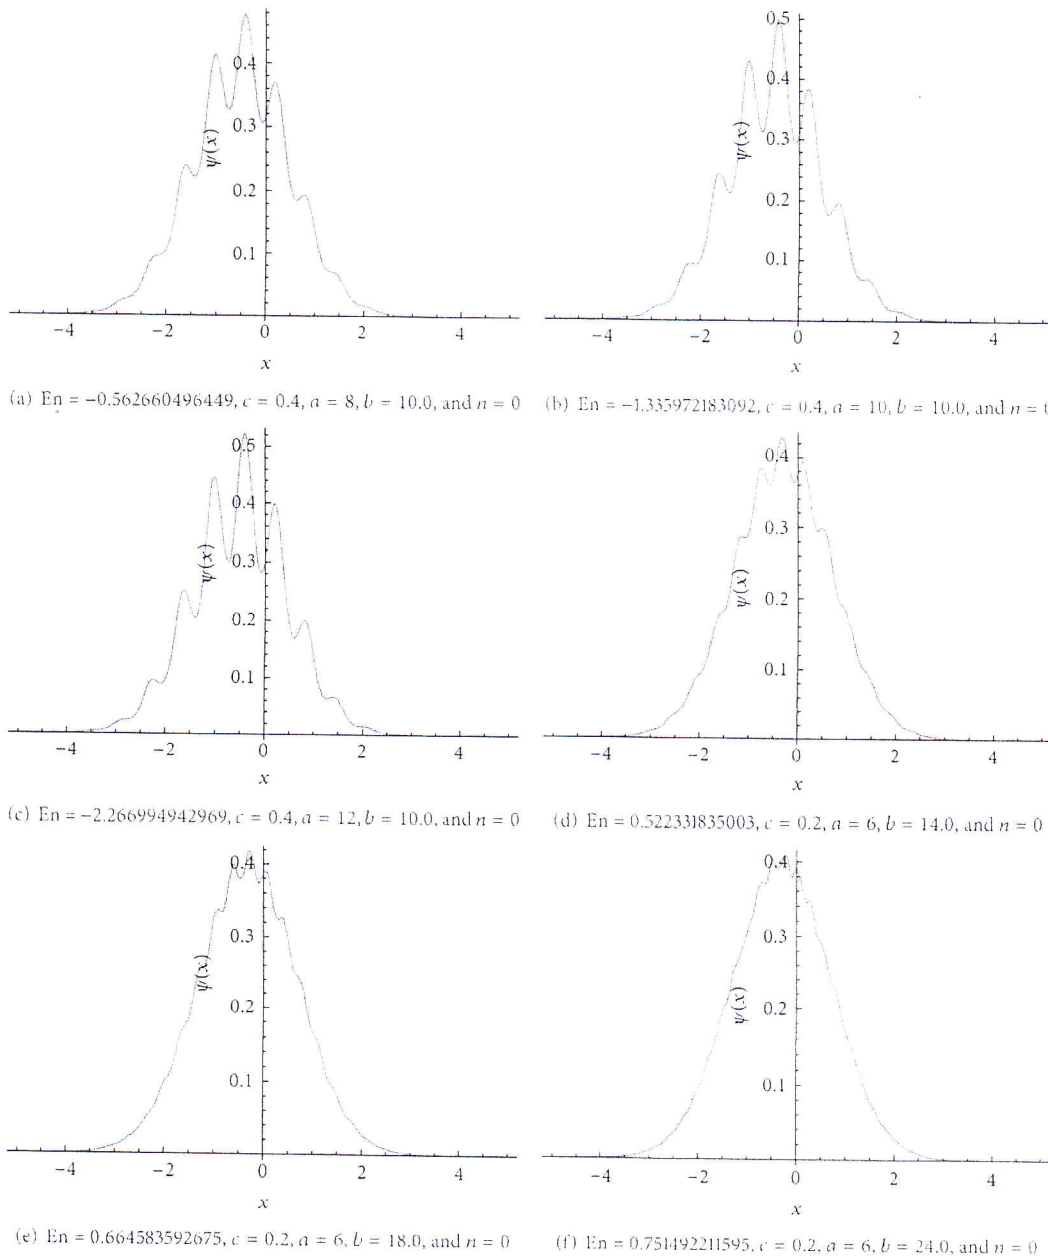 0.4
0.3
0.2
0.1
ψ(x)
−4 −2 0 2 4
x
(a) En = −0.562660496449, c = 0.4, a = 8, b = 10.0, and n = 0
0.5
0.4
0.3
0.2
0.1
ψ(x)
−4 −2 0 2 4
x
(b) En = −1.335972183092, c = 0.4, a = 10, b = 10.0, and n = 0
0.5
0.4
0.3
0.2
0.1
ψ(x)
−4 −2 0 2 4
x
(c) En = −2.266994942969, c = 0.4, a = 12, b = 10.0, and n = 0
0.4
0.3
0.2
0.1
ψ(x)
−4 −2 0 2 4
x
(d) En = 0.522331835003, c = 0.2, a = 6, b = 14.0, and n = 0
0.4
0.3
0.2
0.1
ψ(x)
−4 −2 0 2 4
x
(e) En = 0.664583592675, c = 0.2, a = 6, b = 18.0, and n = 0
0.4
0.3
0.2
0.1
ψ(x)
−4 −2 0 2 4
x
(f) En = 0.751492211595, c = 0.2, a = 6, b = 24.0, and n = 0